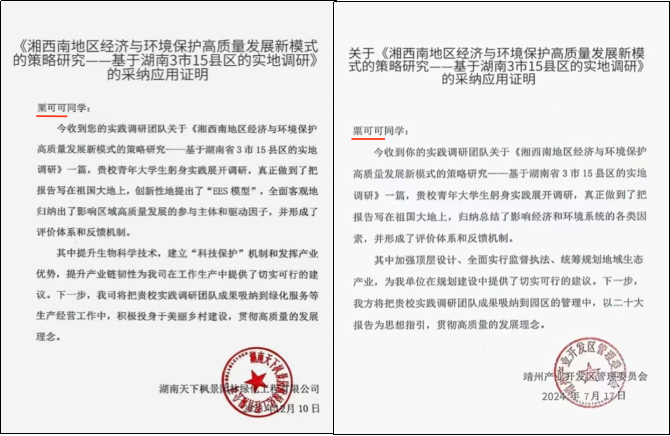 《湘西南地区经济与环境保护高质量发展新模式
的策略研究——基于湖南3市15县区的实地调研》
的采纳应用证明
栗可可同学：
今收到您的实践调研团队关于《湘西南地区经济与环境保护
高质量发展新模式的策略研究——基于湖南省 3 市 15 县区的实地
调研》一篇，贵校青年大学生躬身实践展开调研，真正做到了把
报告写在祖国大地上，创新性地提出了“EES 模型”，全面客观地
归纳出了影响区域高质量发展的参与主体和驱动因子，并形成了
评价体系和反馈机制。
其中提升生物科学技术，建立“科技保护”机制和发挥产业
优势，提升产业链韧性为我司在工作生产中提供了切实可行的建
议。下一步，我司将把贵校实践调研团队成果吸纳到绿化服务等
生产经营工作中，积极投身于美丽乡村建设，贯彻高质量的发展
理念。
湖南天下枫景园林绿化工程有限公司
12月10日
关于《湘西南地区经济与环境保护高质量发展新模
式的策略研究——基于湖南3市15县区的实地调研》
的采纳应用证明
栗可可同学：
今收到你的实践调研团队关于《湘西南地区经济与环境保护
高质量发展新模式的策略研究——基于湖南省 3 市 15 县区的实地
调研》一篇，贵校青年大学生躬身实践展开调研，真正做到了把
报告写在祖国大地上，归纳总结了影响经济和环境系统的各类因
素，并形成了评价体系和反馈机制。
其中加强顶层设计、全面实行监督执法、统筹规划地域生态
产业，为我单位在规划建设中提供了切实可行的建议。下一步，
我方将把贵校实践调研团队成果吸纳到园区的管理中，以二十大
报告为思想指引，贯彻高质量的发展理念。
靖州产业开发区管理委员会
2024 年 7 月 17 日